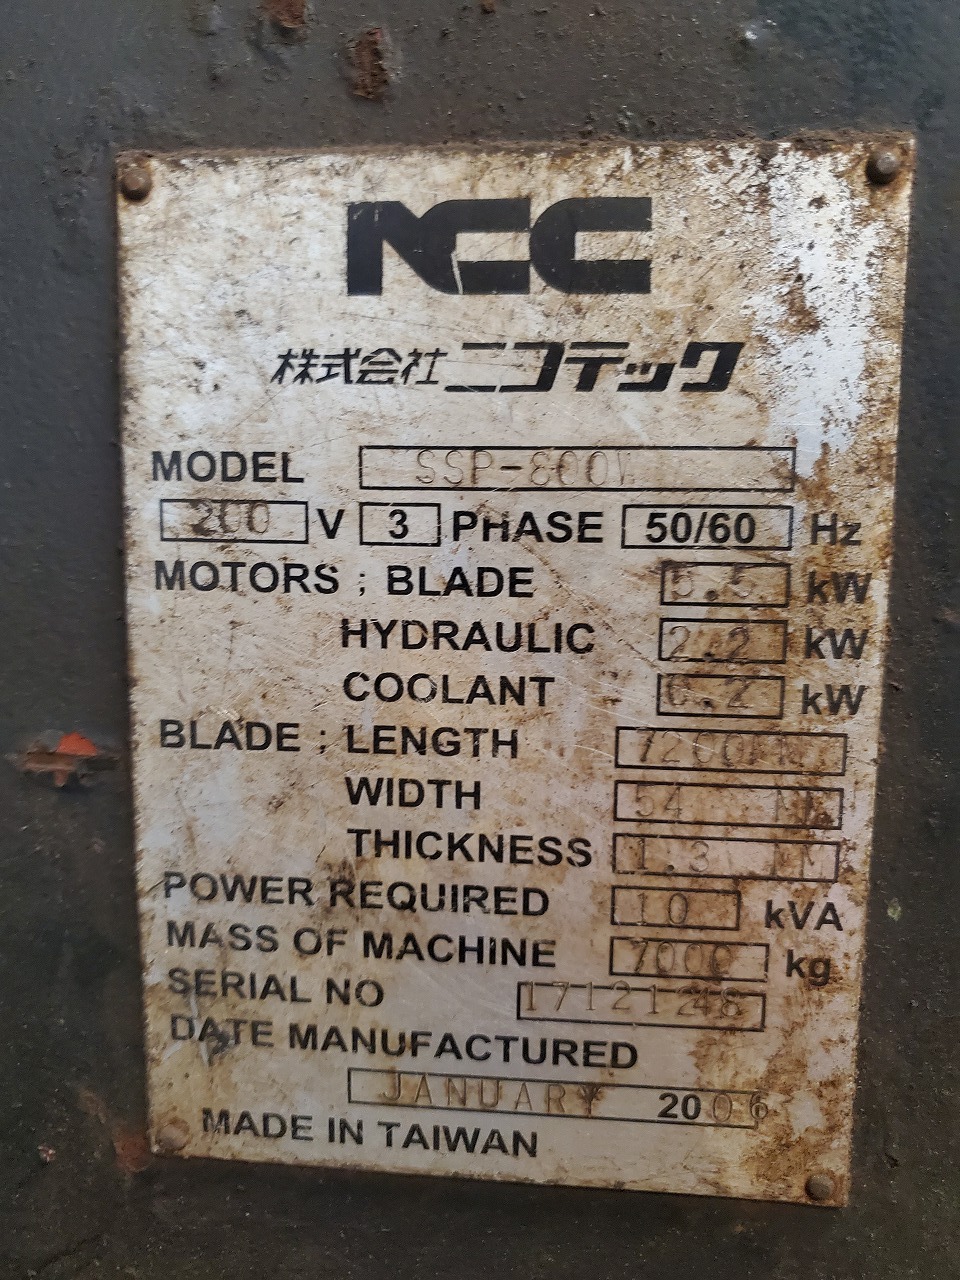 NCC
株式会社ニコテック
MODEL SSP-800W
200 V 3 PHASE 50/60 Hz
MOTORS ; BLADE 5.5 kW
HYDRAULIC 2.2 kW
COOLANT 0.2 kW
BLADE ; LENGTH 7200MM
WIDTH 54 MM
THICKNESS 1.3 MM
POWER REQUIRED 10 kVA
MASS OF MACHINE 7000 kg
SERIAL NO 17121248
DATE MANUFACTURED
JANUARY 2006
MADE IN TAIWAN